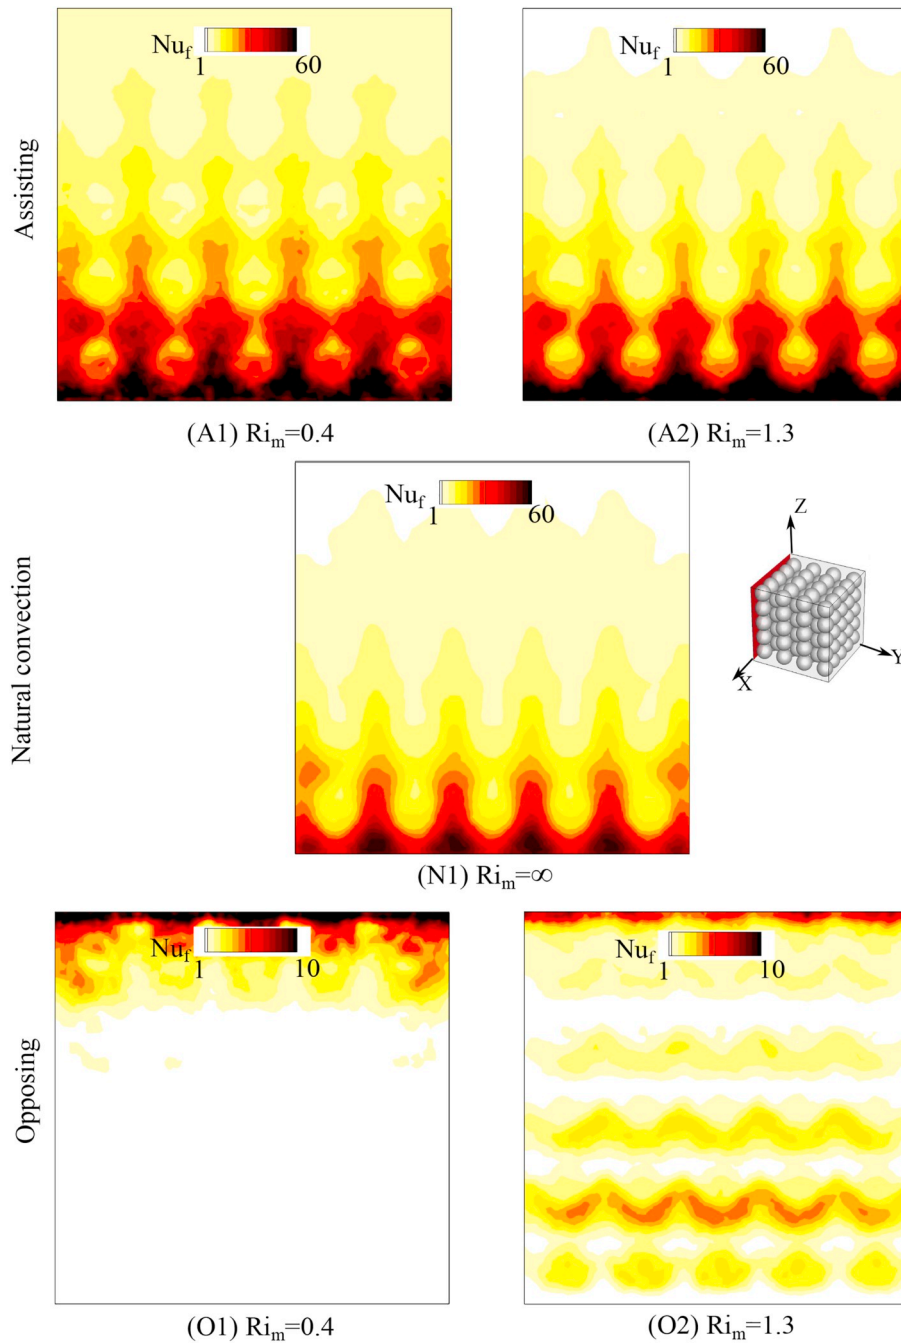 Nu_f
1 60
Nu_f
1 60
Assisting
(A1) Ri_m=0.4
(A2) Ri_m=1.3
Nu_f
1 60
Natural convection
Z
Y
X
(N1) Ri_m=∞
Nu_f
1 10
Nu_f
1 10
Opposing
(O1) Ri_m=0.4
(O2) Ri_m=1.3